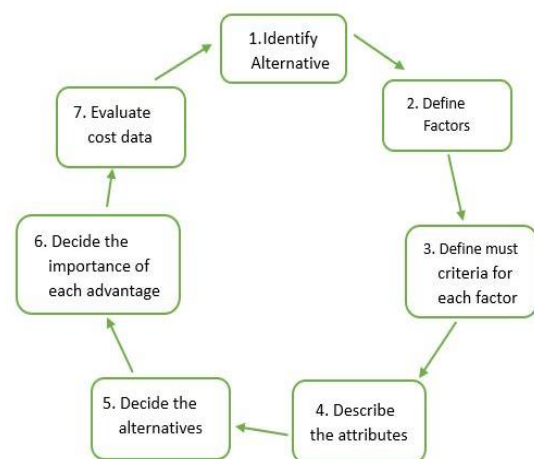 1.Identify
Alternative
2. Define
Factors
3. Define must
criteria for
each factor
4. Describe
the attributes
5. Decide the
alternatives
6. Decide the
importance of
each advantage
7. Evaluate
cost data